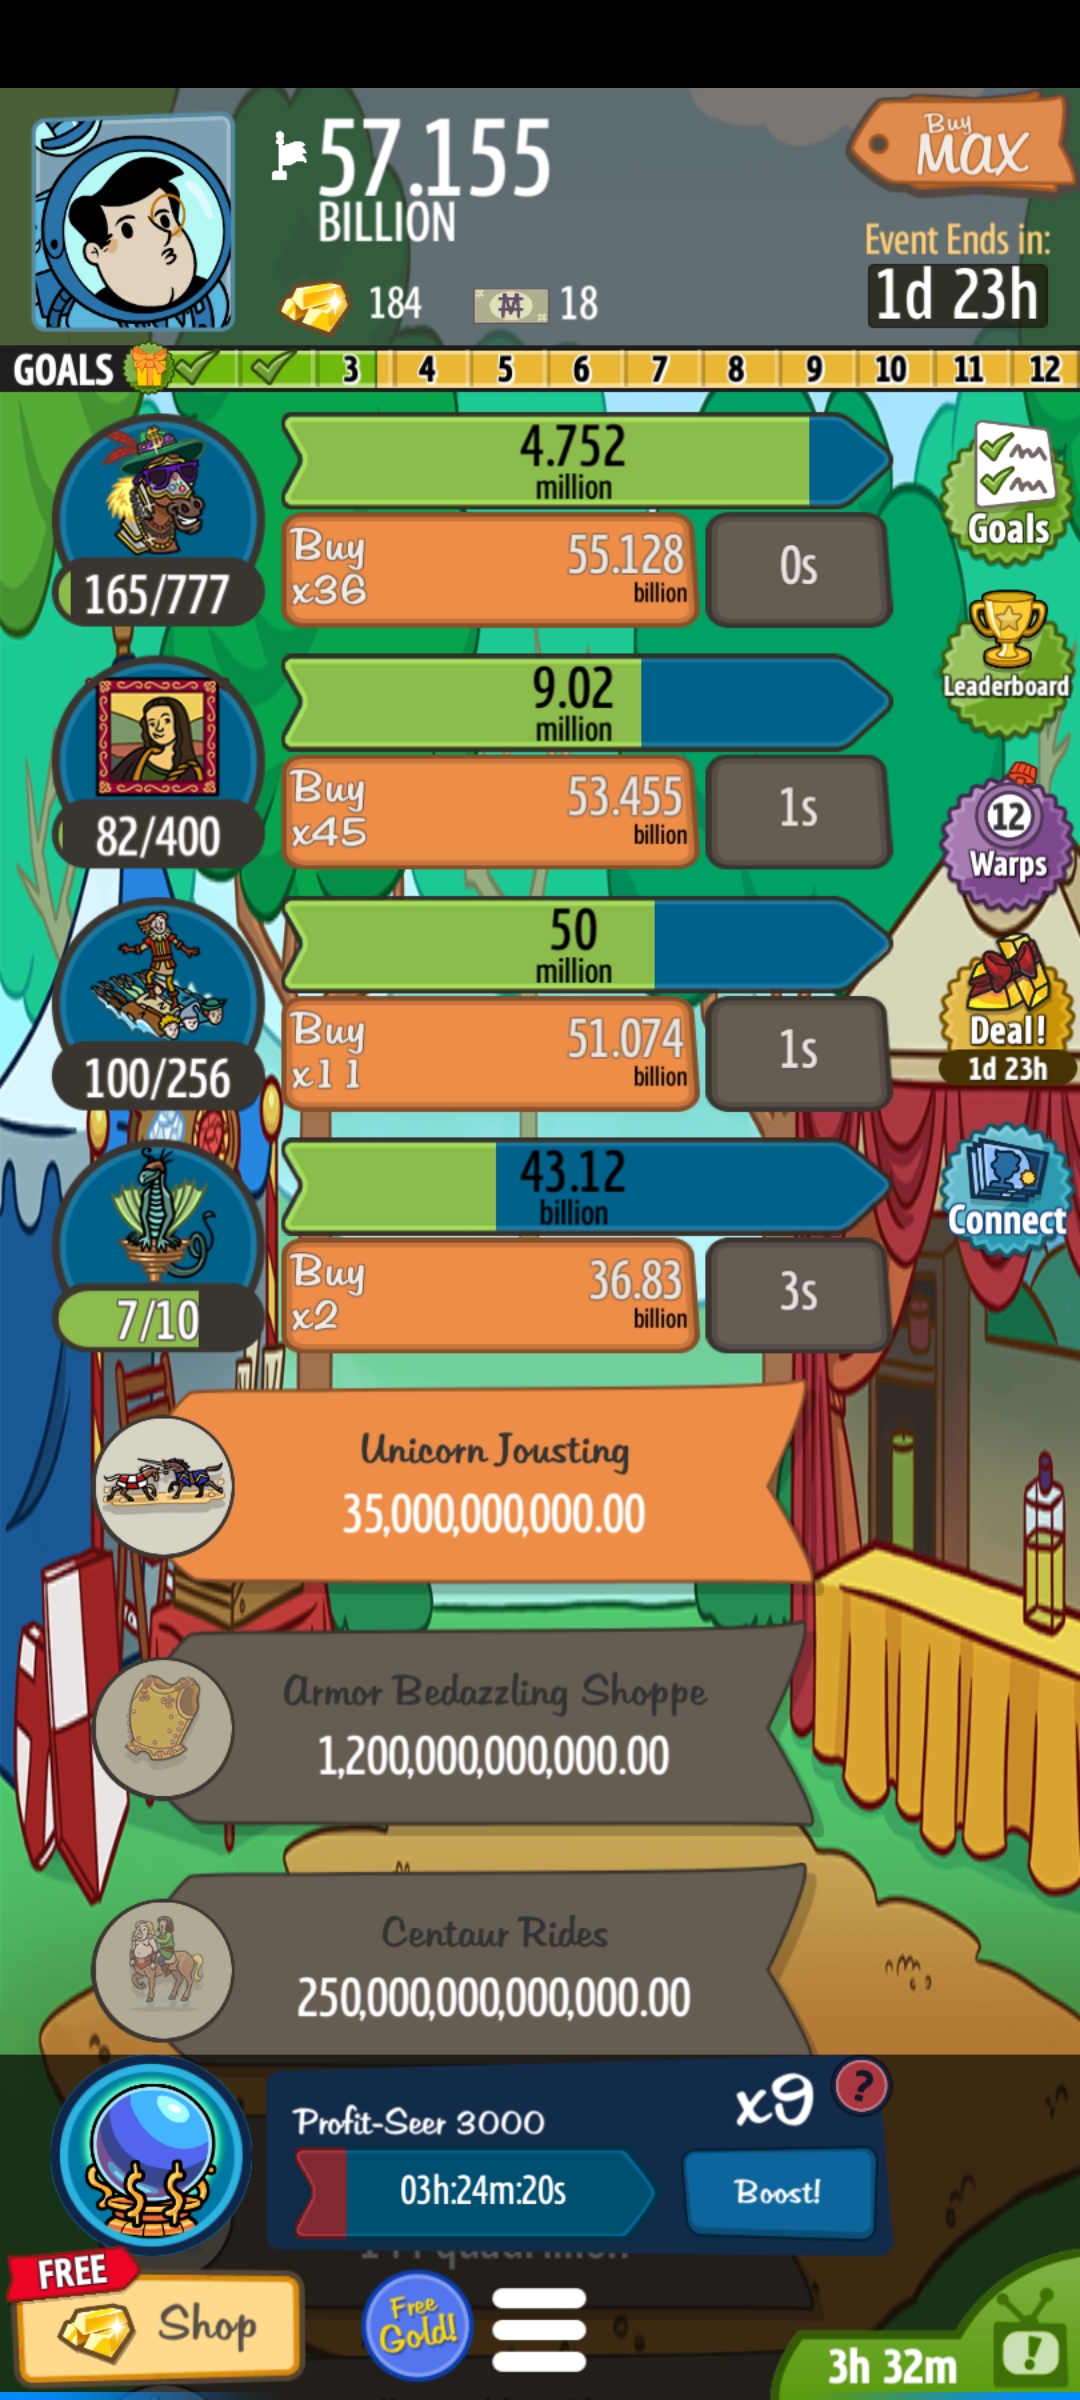 57.155
BILLION
Buy
MAX
Event Ends in:
1d 23h
184
18
GOALS
3 4 5 6 7 8 9 10 11 12
4.752
million
Buy
x36
55.128
billion
0s
165/777
Goals
9.02
million
Buy
x45
53.455
billion
1s
82/400
Leaderboard
12
Warps
50
million
Buy
x11
51.074
billion
1s
100/256
Deal!
1d 23h
43.12
billion
Buy
x2
36.83
billion
3s
7/10
Connect
Unicorn Jousting
35,000,000,000.00
Armor Bedazzling Shoppe
1,200,000,000,000.00
Centaur Rides
250,000,000,000,000.00
Profit-Seer 3000
x9
?
03h:24m:20s
Boost!
FREE
Shop
Free
Gold!
3h 32m
!